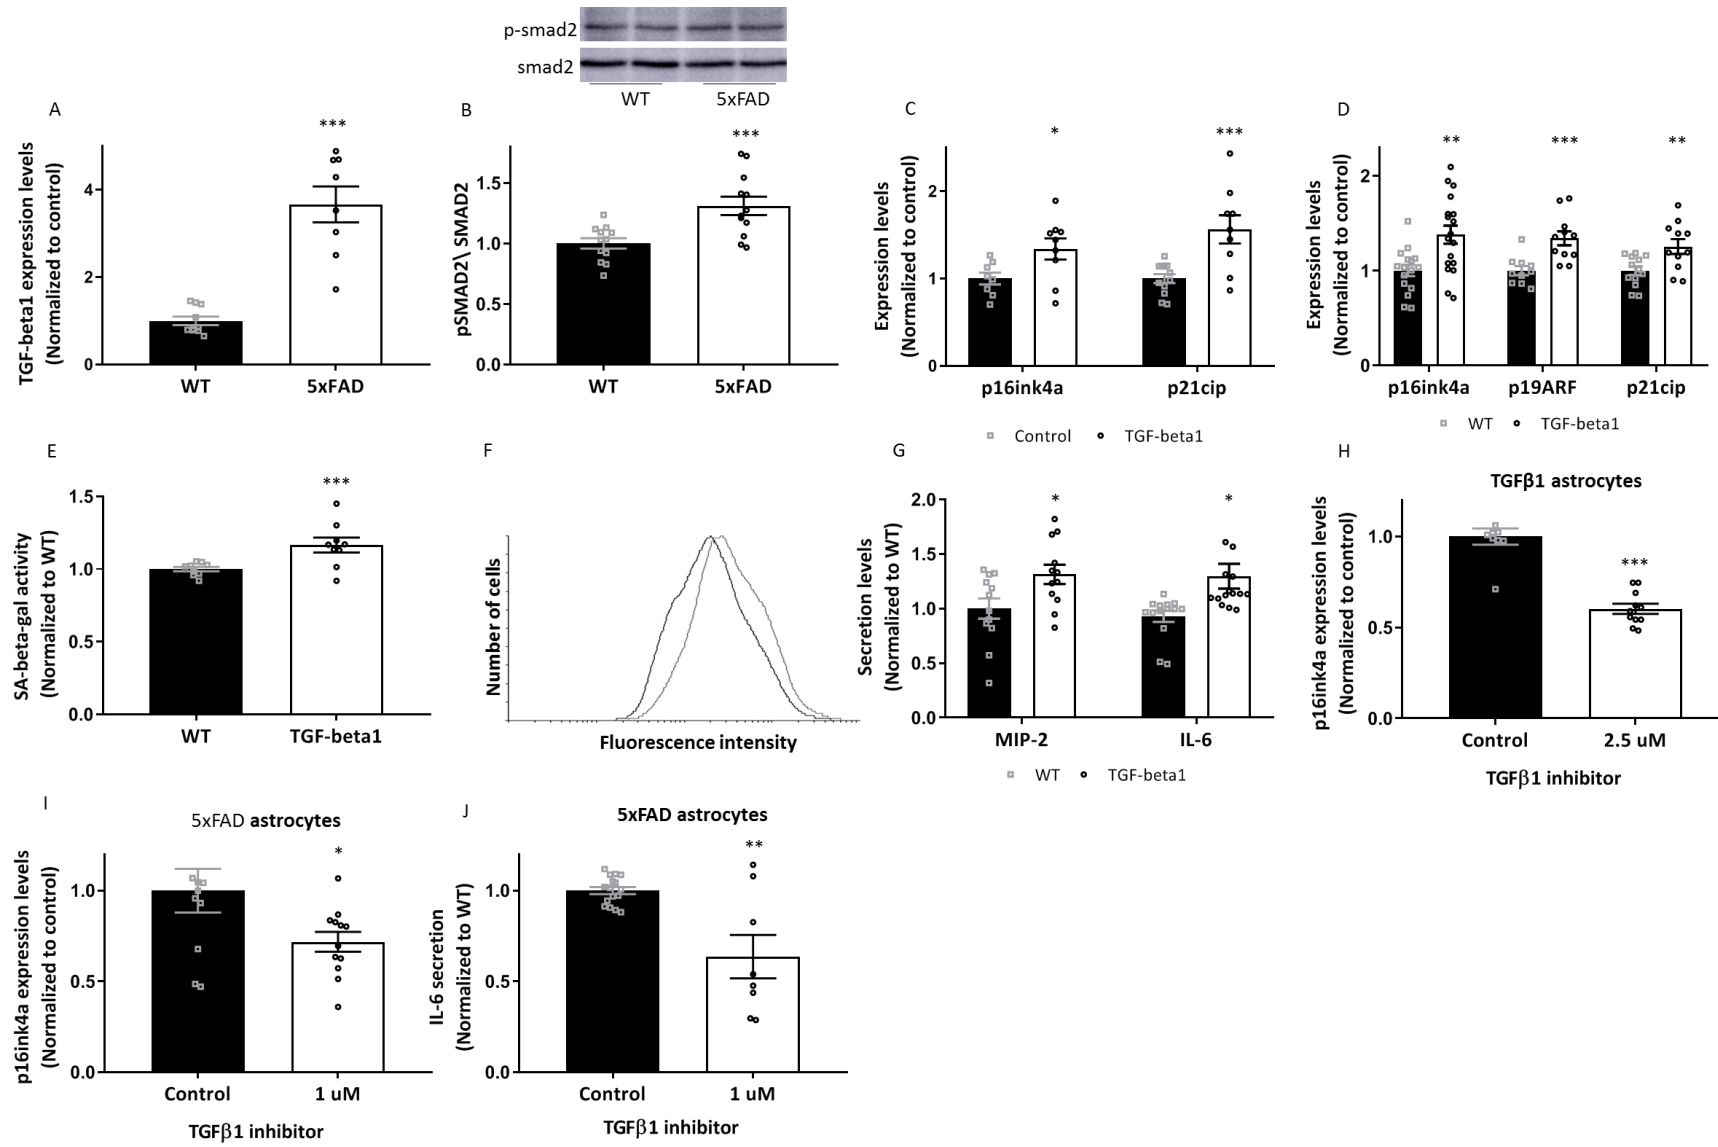 p-smad2
smad2
WT 5xFAD
A
TGF-beta1 expression levels
(Normalized to control)
***
4
2
0
WT 5xFAD
B
pSMAD2\ SMAD2
***
1.5
1.0
0.5
0.0
WT 5xFAD
C
Expression levels
(Normalized to control)
* ***
2
1
0
p16ink4a p21cip
Control TGF-beta1
D
Expression levels
(Normalized to control)
** *** **
2
1
0
p16ink4a p19ARF p21cip
WT TGF-beta1
E
SA-beta-gal activity
(Normalized to WT)
***
1.5
1.0
0.5
0.0
WT TGF-beta1
F
Number of cells
Fluorescence intensity
G
Secretion levels
(Normalized to WT)
* *
2.0
1.5
1.0
0.5
0.0
MIP-2 IL-6
WT TGF-beta1
H
TGFβ1 astrocytes
p16ink4a expression levels
(Normalized to control)
***
1.0
0.5
0.0
Control 2.5 uM
TGFβ1 inhibitor
I
5xFAD astrocytes
p16ink4a expression levels
(Normalized to control)
*
1.0
0.5
0.0
Control 1 uM
TGFβ1 inhibitor
J
5xFAD astrocytes
IL-6 secretion
(Normalized to WT)
**
1.0
0.5
0.0
Control 1 uM
TGFβ1 inhibitor